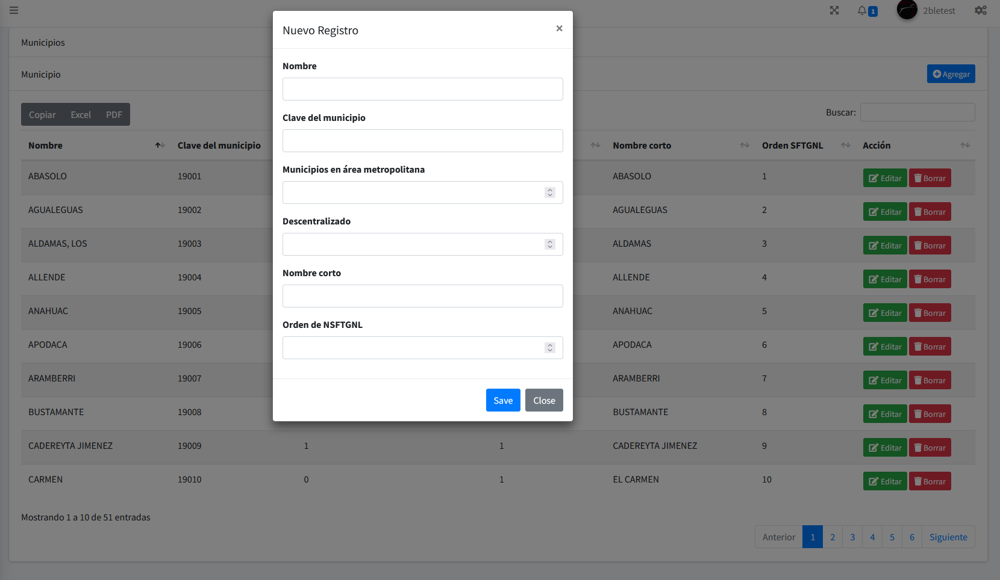 1 2bletest
Municipios
Municipio
Agregar
Copiar Excel PDF
Buscar:
Nombre Clave del municipio Nombre corto Orden SFTGNL Acción
ABASOLO 19001 ABASOLO 1 Editar Borrar
AGUALEGUAS 19002 AGUALEGUAS 2 Editar Borrar
ALDAMAS, LOS 19003 ALDAMAS 3 Editar Borrar
ALLENDE 19004 ALLENDE 4 Editar Borrar
ANAHUAC 19005 ANAHUAC 5 Editar Borrar
APODACA 19006 APODACA 6 Editar Borrar
ARAMBERRI 19007 ARAMBERRI 7 Editar Borrar
BUSTAMANTE 19008 BUSTAMANTE 8 Editar Borrar
CADEREYTA JIMENEZ 19009 1 1 CADEREYTA JIMENEZ 9 Editar Borrar
CARMEN 19010 0 1 EL CARMEN 10 Editar Borrar
Mostrando 1 a 10 de 51 entradas
Anterior 1 2 3 4 5 6 Siguiente
Nuevo Registro ×
Nombre
Clave del municipio
Municipios en área metropolitana
Descentralizado
Nombre corto
Orden de NSFTGNL
Save Close